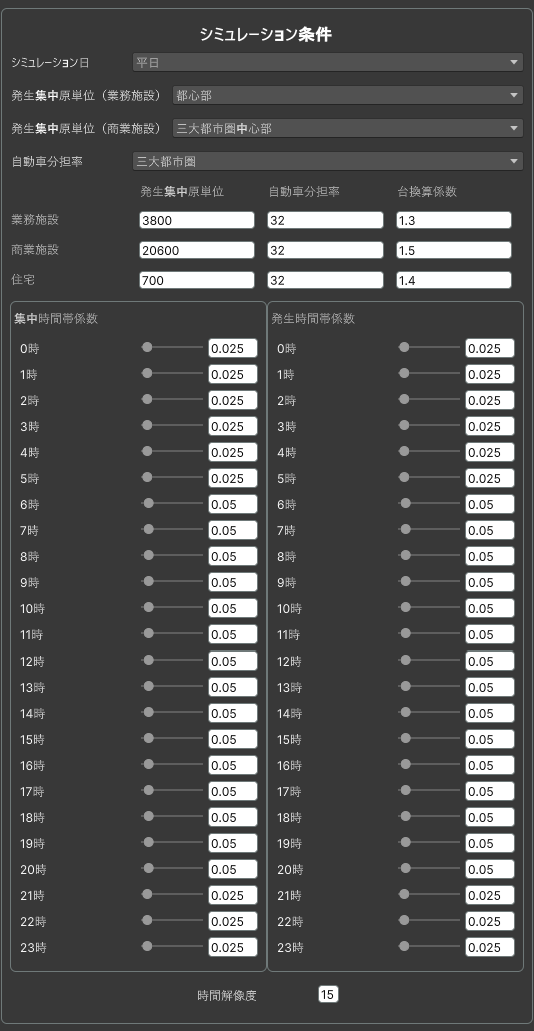 シミュレーション条件
シミュレーション日 平日
発生集中原単位（業務施設） 都心部
発生集中原単位（商業施設） 三大都市圏中心部
自動車分担率 三大都市圏
発生集中原単位 自動車分担率 台換算係数
業務施設 3800 32 1.3
商業施設 20600 32 1.5
住宅 700 32 1.4
集中時間帯係数 発生時間帯係数
0時 0.025 0時 0.025
1時 0.025 1時 0.025
2時 0.025 2時 0.025
3時 0.025 3時 0.025
4時 0.025 4時 0.025
5時 0.025 5時 0.025
6時 0.05 6時 0.05
7時 0.05 7時 0.05
8時 0.05 8時 0.05
9時 0.05 9時 0.05
10時 0.05 10時 0.05
11時 0.05 11時 0.05
12時 0.05 12時 0.05
13時 0.05 13時 0.05
14時 0.05 14時 0.05
15時 0.05 15時 0.05
16時 0.05 16時 0.05
17時 0.05 17時 0.05
18時 0.05 18時 0.05
19時 0.05 19時 0.05
20時 0.05 20時 0.05
21時 0.025 21時 0.025
22時 0.025 22時 0.025
23時 0.025 23時 0.025
時間解像度 15